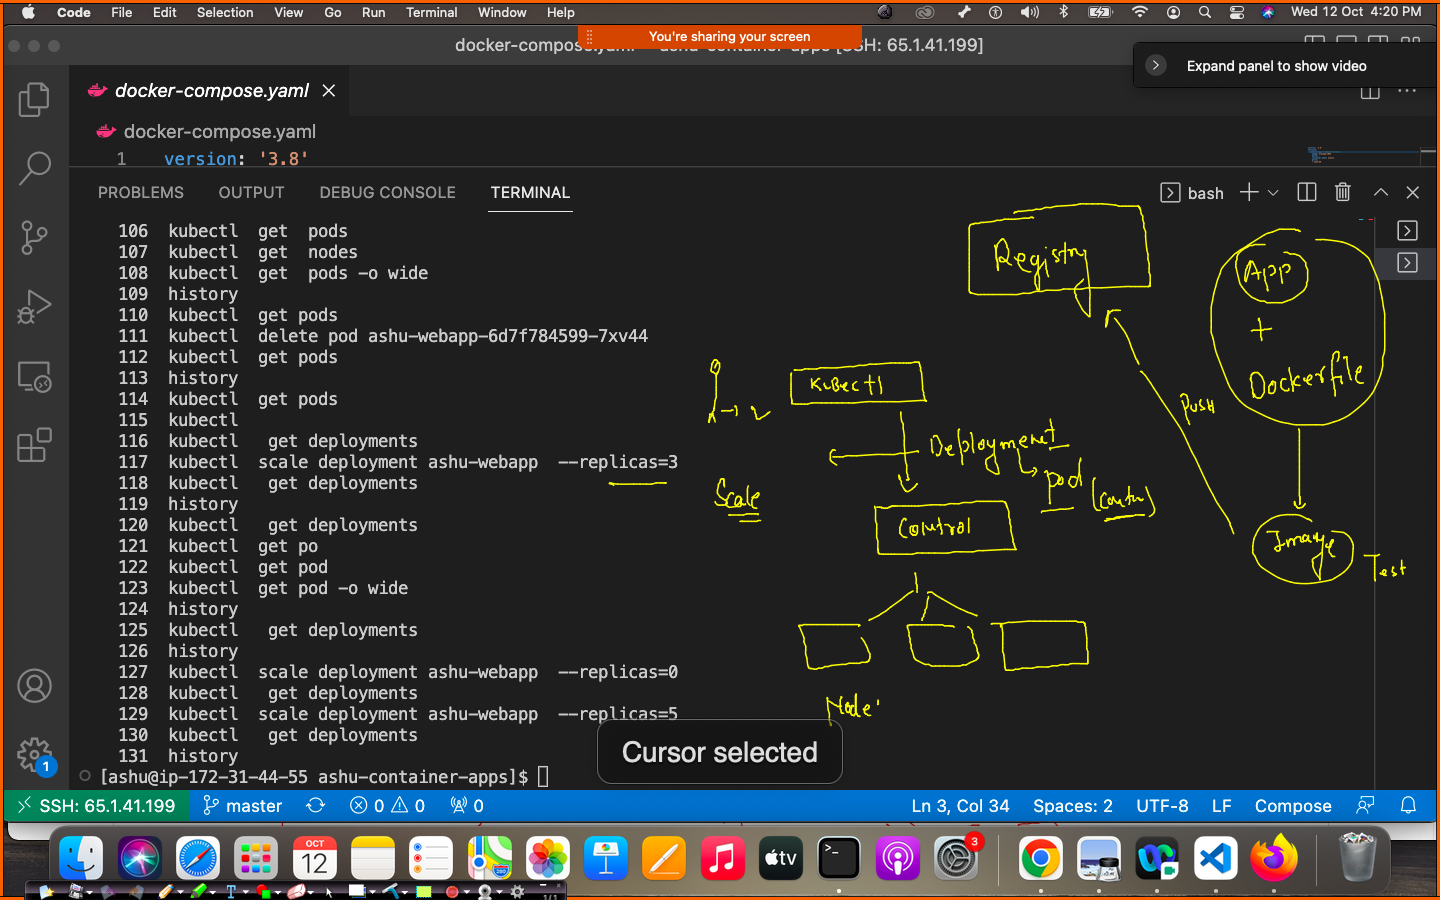 Code File Edit Selection View Go Run Terminal Window Help Wed 12 Oct 4:20 PM
You're sharing your screen
docker-compose.yaml — ashu-container-apps [SSH: 65.1.41.199]
Expand panel to show video
docker-compose.yaml
docker-compose.yaml
1 version: '3.8'
PROBLEMS OUTPUT DEBUG CONSOLE TERMINAL
bash
106 kubectl get pods
107 kubectl get nodes
108 kubectl get pods -o wide
109 history
110 kubectl get pods
111 kubectl delete pod ashu-webapp-6d7f784599-7xv44
112 kubectl get pods
113 history
114 kubectl get pods
115 kubectl
116 kubectl get deployments
117 kubectl scale deployment ashu-webapp --replicas=3
118 kubectl get deployments
119 history
120 kubectl get deployments
121 kubectl get po
122 kubectl get pod
123 kubectl get pod -o wide
124 history
125 kubectl get deployments
126 history
127 kubectl scale deployment ashu-webapp --replicas=0
128 kubectl get deployments
129 kubectl scale deployment ashu-webapp --replicas=5
130 kubectl get deployments
131 history
[ashu@ip-172-31-44-55 ashu-container-apps]$
Registry
App
+
Dockerfile
Push
Kubectl
Deployment
pod
(contr)
Scale
Control
Image
Test
Node
Cursor selected
1
SSH: 65.1.41.199 master 0 0 0 Ln 3, Col 34 Spaces: 2 UTF-8 LF Compose
OCT
12
280
tv
>_
3
T
1/1